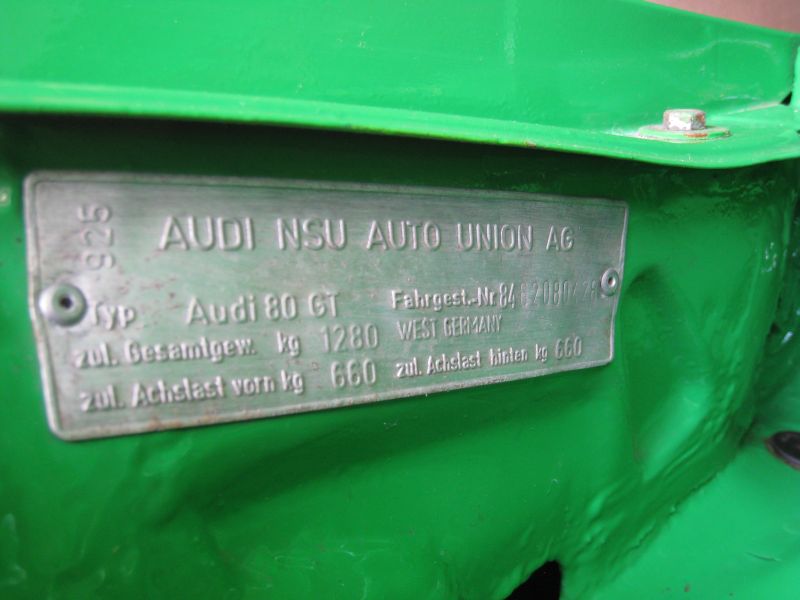 925
AUDI NSU AUTO UNION AG
Typ Audi 80 GT Fahrgest.-Nr.
WEST GERMANY
zul. Gesamtgew. kg 1280
zul. Achslast vorn kg 660 zul. Achslast hinten kg 660